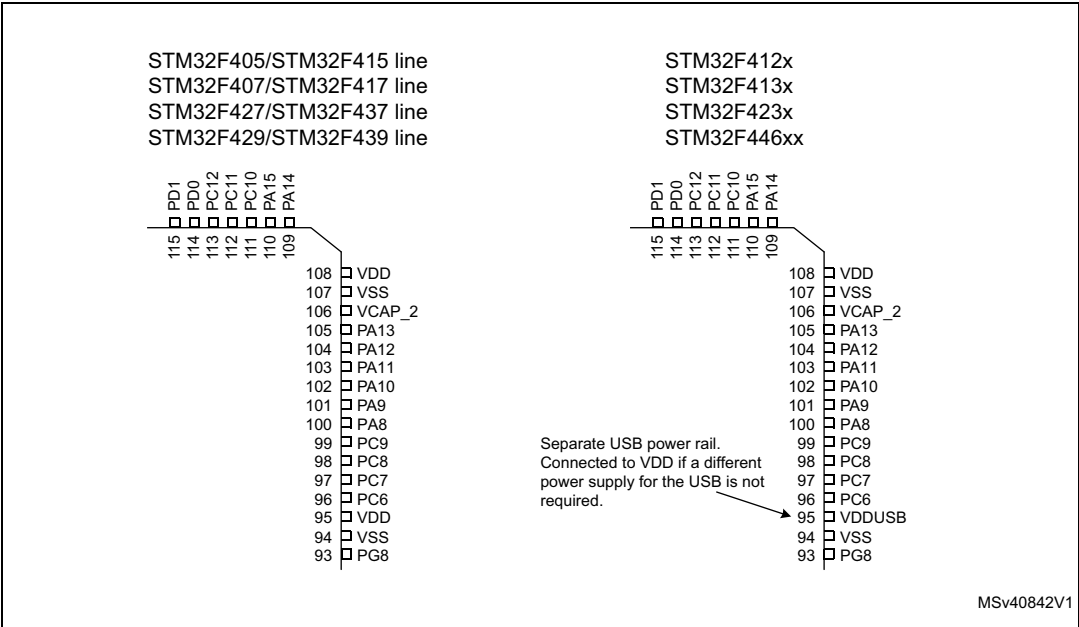 STM32F405/STM32F415 line
STM32F407/STM32F417 line
STM32F427/STM32F437 line
STM32F429/STM32F439 line
PD1
PD0
PC12
PC11
PC10
PA15
PA14
115
114
113
112
111
110
109
108 VDD
107 VSS
106 VCAP_2
105 PA13
104 PA12
103 PA11
102 PA10
101 PA9
100 PA8
99 PC9
98 PC8
97 PC7
96 PC6
95 VDD
94 VSS
93 PG8
STM32F412x
STM32F413x
STM32F423x
STM32F446xx
PD1
PD0
PC12
PC11
PC10
PA15
PA14
115
114
113
112
111
110
109
108 VDD
107 VSS
106 VCAP_2
105 PA13
104 PA12
103 PA11
102 PA10
101 PA9
100 PA8
99 PC9
98 PC8
97 PC7
96 PC6
95 VDDUSB
94 VSS
93 PG8
Separate USB power rail.
Connected to VDD if a different
power supply for the USB is not
required.
MSv40842V1